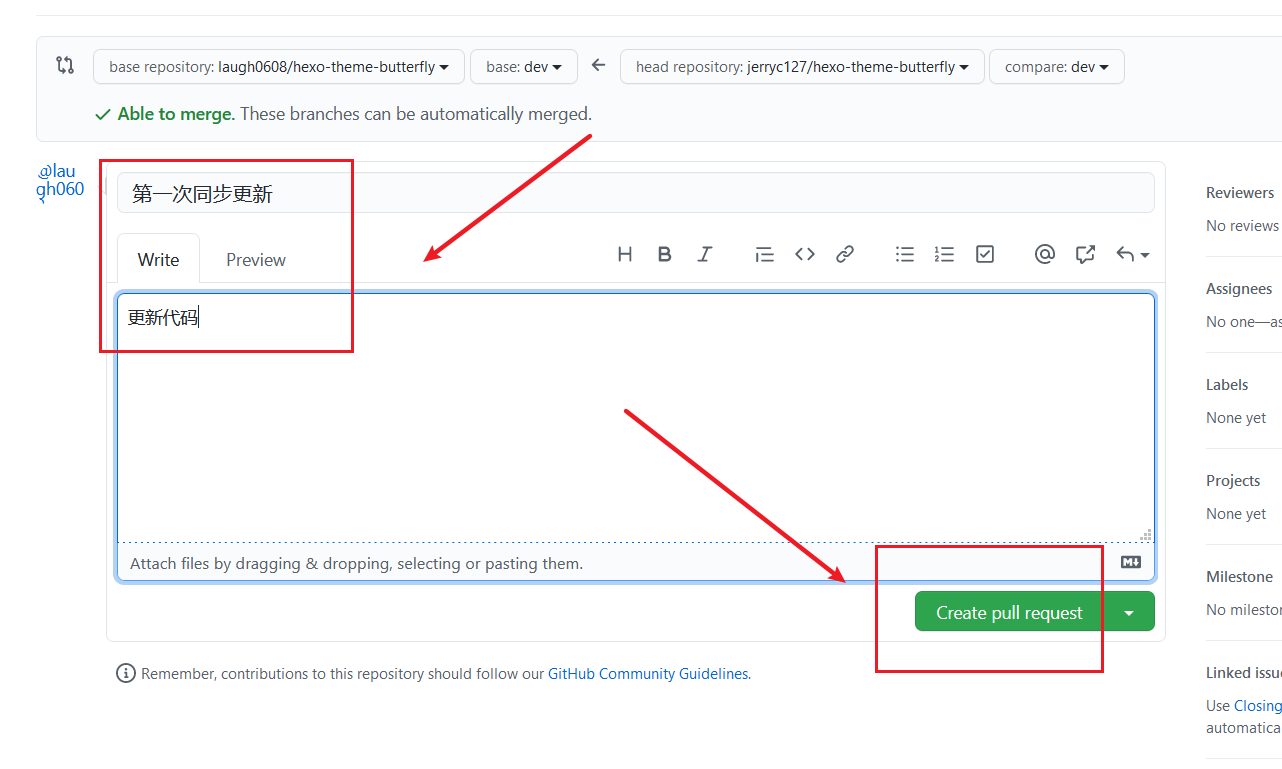 base repository: laugh0608/hexo-theme-butterfly base: dev head repository: jerryc127/hexo-theme-butterfly compare: dev
Able to merge. These branches can be automatically merged.
@lau
gh060
第一次同步更新
Write Preview
更新代码
Attach files by dragging & dropping, selecting or pasting them.
Create pull request
Remember, contributions to this repository should follow our GitHub Community Guidelines.
Reviewers
No reviews
Assignees
No one—as
Labels
None yet
Projects
None yet
Milestone
No milesto
Linked issu
Use Closing
automatica